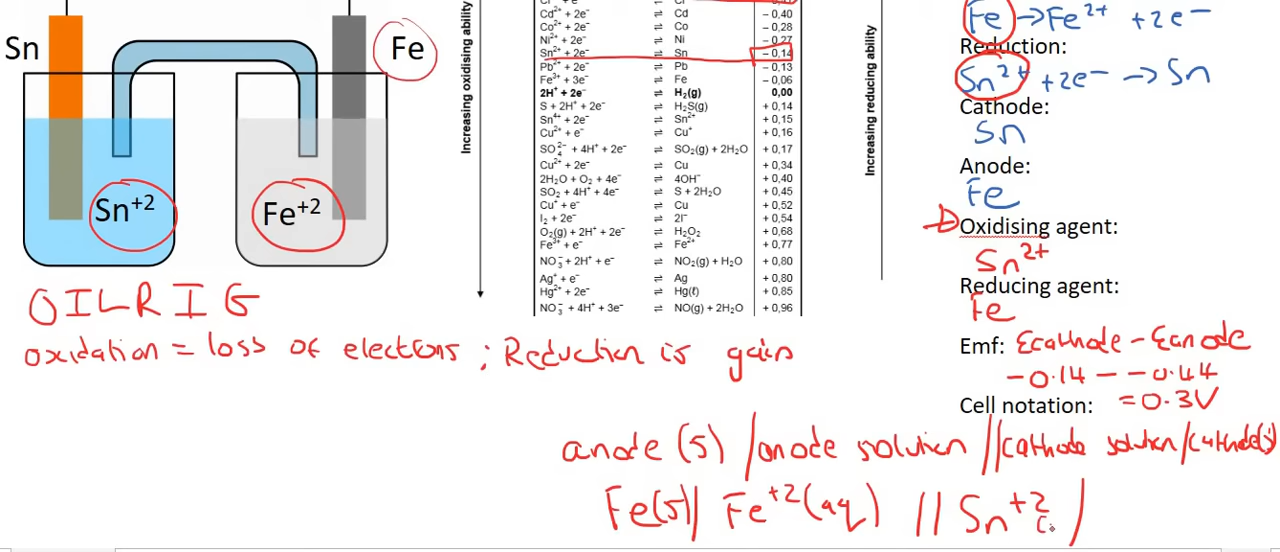 Sn
Fe
Sn+2
Fe+2
OILRIG
oxidation = loss of electrons ; Reduction is gain
Increasing oxidising ability
Cd²⁺ + 2e⁻ ⇌ Cd − 0,40
Co²⁺ + 2e⁻ ⇌ Co − 0,28
Ni²⁺ + 2e⁻ ⇌ Ni − 0,27
Sn²⁺ + 2e⁻ ⇌ Sn − 0,14
Pb²⁺ + 2e⁻ ⇌ Pb − 0,13
Fe³⁺ + 3e⁻ ⇌ Fe − 0,06
2H⁺ + 2e⁻ ⇌ H₂(g) 0,00
S + 2H⁺ + 2e⁻ ⇌ H₂S(g) + 0,14
Sn⁴⁺ + 2e⁻ ⇌ Sn²⁺ + 0,15
Cu²⁺ + e⁻ ⇌ Cu⁺ + 0,16
SO₄²⁻ + 4H⁺ + 2e⁻ ⇌ SO₂(g) + 2H₂O + 0,17
Cu²⁺ + 2e⁻ ⇌ Cu + 0,34
2H₂O + O₂ + 4e⁻ ⇌ 4OH⁻ + 0,40
SO₂ + 4H⁺ + 4e⁻ ⇌ S + 2H₂O + 0,45
Cu⁺ + e⁻ ⇌ Cu + 0,52
I₂ + 2e⁻ ⇌ 2I⁻ + 0,54
O₂(g) + 2H⁺ + 2e⁻ ⇌ H₂O₂ + 0,68
Fe³⁺ + e⁻ ⇌ Fe²⁺ + 0,77
NO₃⁻ + 2H⁺ + e⁻ ⇌ NO₂(g) + H₂O + 0,80
Ag⁺ + e⁻ ⇌ Ag + 0,80
Hg²⁺ + 2e⁻ ⇌ Hg(ℓ) + 0,85
NO₃⁻ + 4H⁺ + 3e⁻ ⇌ NO(g) + 2H₂O + 0,96
Increasing reducing ability
Fe → Fe²⁺ + 2e⁻
Reduction:
Sn²⁺ + 2e⁻ → Sn
Cathode:
Sn
Anode:
Fe
Oxidising agent:
Sn²⁺
Reducing agent:
Fe
Emf: Ecathode − Eanode
−0.14 − −0.44
Cell notation: = 0.3V
anode (s) / anode solution // cathode solution / cathode(s)
Fe(s) / Fe+2(aq) // Sn+2 /